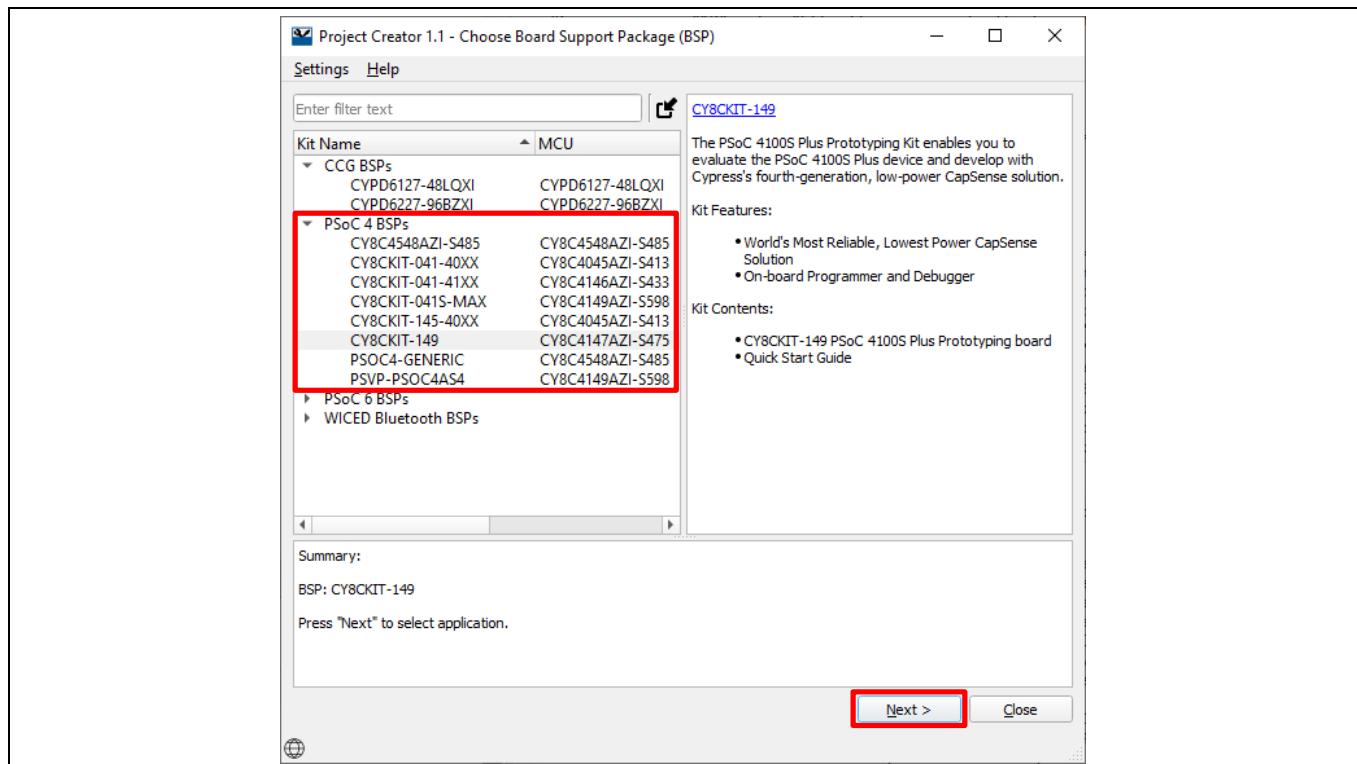 Project Creator 1.1 - Choose Board Support Package (BSP)
Settings Help
Enter filter text
Kit Name MCU
CCG BSPs
CYPD6127-48LQXI CYPD6127-48LQXI
CYPD6227-96BZXI CYPD6227-96BZXI
PSoC 4 BSPs
CY8C4548AZI-S485 CY8C4548AZI-S485
CY8CKIT-041-40XX CY8C4045AZI-S413
CY8CKIT-041-41XX CY8C4146AZI-S433
CY8CKIT-041S-MAX CY8C4149AZI-S598
CY8CKIT-145-40XX CY8C4045AZI-S413
CY8CKIT-149 CY8C4147AZI-S475
PSOC4-GENERIC CY8C4548AZI-S485
PSVP-PSOC4AS4 CY8C4149AZI-S598
PSoC 6 BSPs
WICED Bluetooth BSPs
CY8CKIT-149
The PSoC 4100S Plus Prototyping Kit enables you to
evaluate the PSoC 4100S Plus device and develop with
Cypress's fourth-generation, low-power CapSense solution.
Kit Features:
• World's Most Reliable, Lowest Power CapSense
Solution
• On-board Programmer and Debugger
Kit Contents:
• CY8CKIT-149 PSoC 4100S Plus Prototyping board
• Quick Start Guide
Summary:
BSP: CY8CKIT-149
Press "Next" to select application.
Next > Close